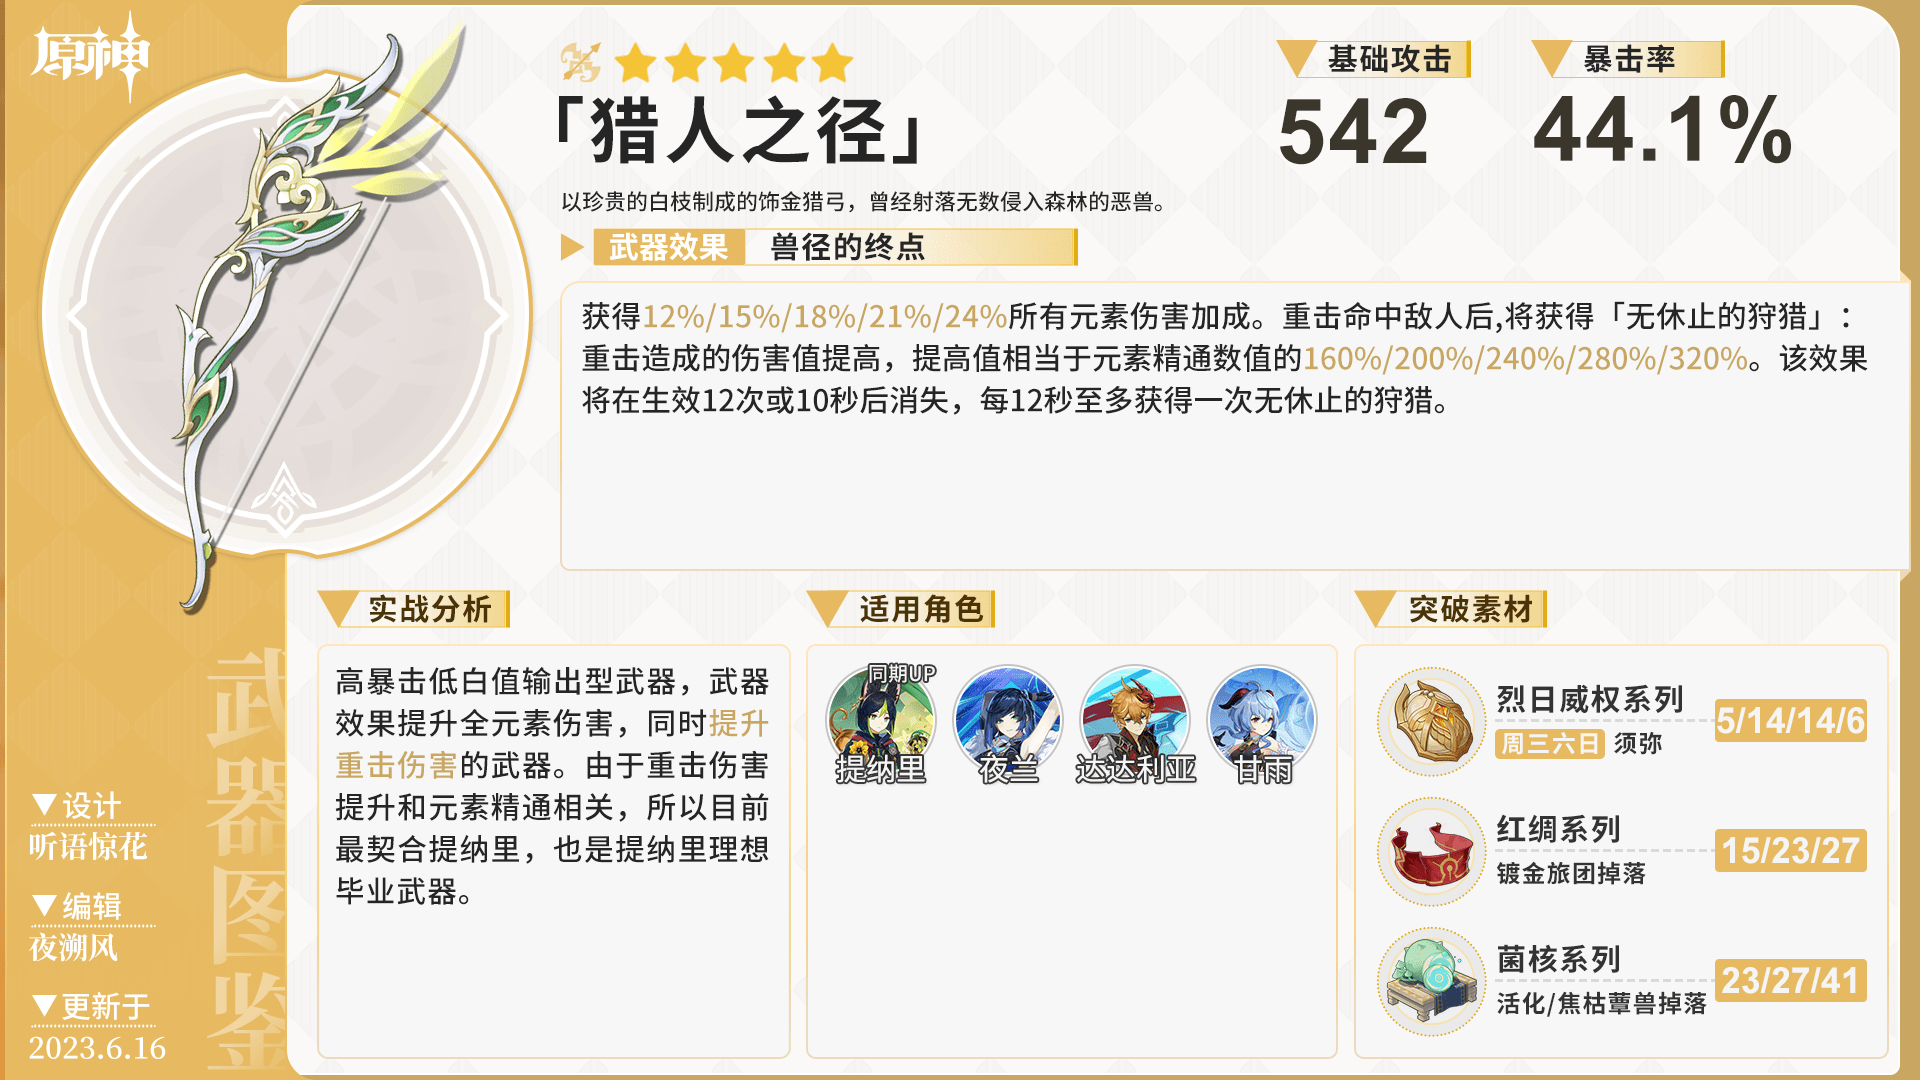 原神
「猎人之径」
以珍贵的白枝制成的饰金猎弓，曾经射落无数侵入森林的恶兽。
基础攻击
542
暴击率
44.1%
武器效果 兽径的终点
获得12%/15%/18%/21%/24%所有元素伤害加成。重击命中敌人后,将获得「无休止的狩猎」：
重击造成的伤害值提高，提高值相当于元素精通数值的160%/200%/240%/280%/320%。该效果
将在生效12次或10秒后消失，每12秒至多获得一次无休止的狩猎。
实战分析
高暴击低白值输出型武器，武器
效果提升全元素伤害，同时提升
重击伤害的武器。由于重击伤害
提升和元素精通相关，所以目前
最契合提纳里，也是提纳里理想
毕业武器。
适用角色
同期UP
提纳里
夜兰
达达利亚
甘雨
突破素材
烈日威权系列
周三六日 须弥
5/14/14/6
红绸系列
镀金旅团掉落
15/23/27
菌核系列
活化/焦枯蕈兽掉落
23/27/41
武器图鉴
▼设计
听语惊花
▼编辑
夜溯风
▼更新于
2023.6.16